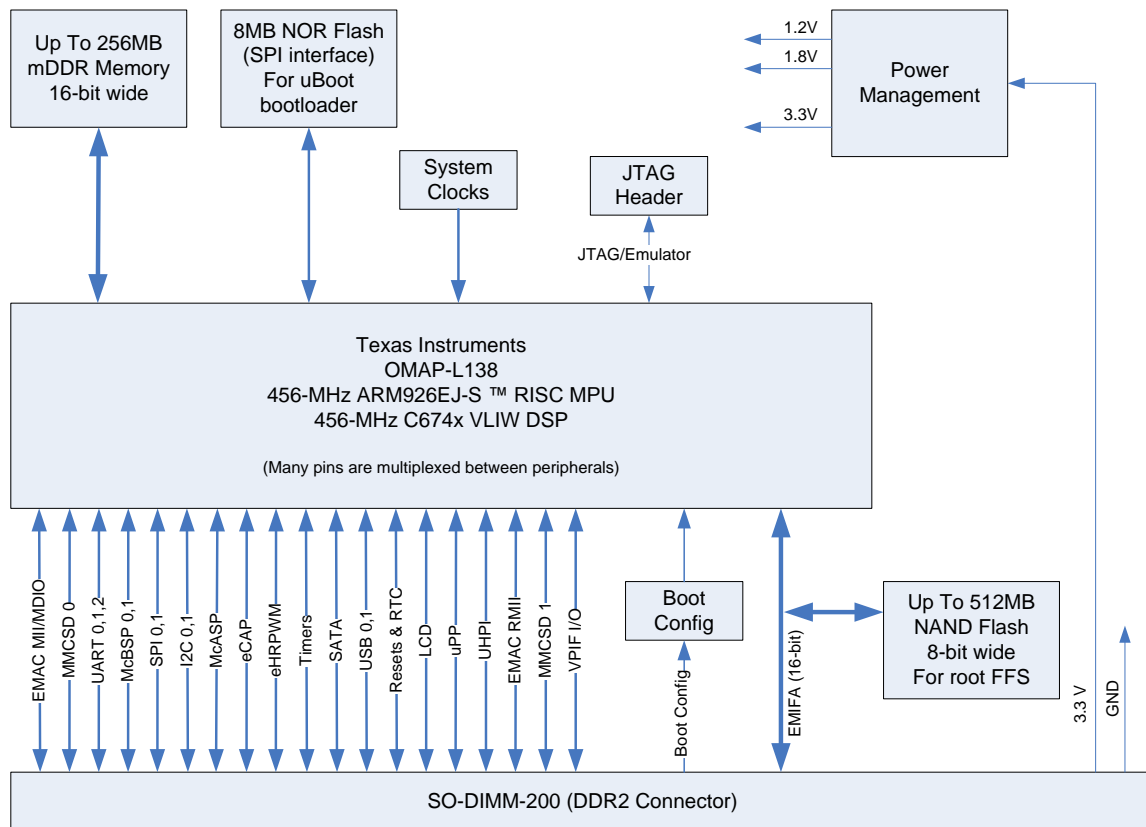 Up To 256MB
mDDR Memory
16-bit wide
8MB NOR Flash
(SPI interface)
For uBoot
bootloader
1.2V
1.8V
3.3V
Power
Management
System
Clocks
JTAG
Header
JTAG/Emulator
Texas Instruments
OMAP-L138
456-MHz ARM926EJ-S ™ RISC MPU
456-MHz C674x VLIW DSP
(Many pins are multiplexed between peripherals)
EMAC MII/MDIO
MMCSD 0
UART 0,1,2
McBSP 0,1
SPI 0,1
I2C 0,1
McASP
eCAP
eHRPWM
Timers
SATA
USB 0,1
Resets & RTC
LCD
uPP
UHPI
EMAC RMII
MMCSD 1
VPIF I/O
Boot
Config
Boot Config
EMIFA (16-bit)
Up To 512MB
NAND Flash
8-bit wide
For root FFS
3.3 V
GND
SO-DIMM-200 (DDR2 Connector)